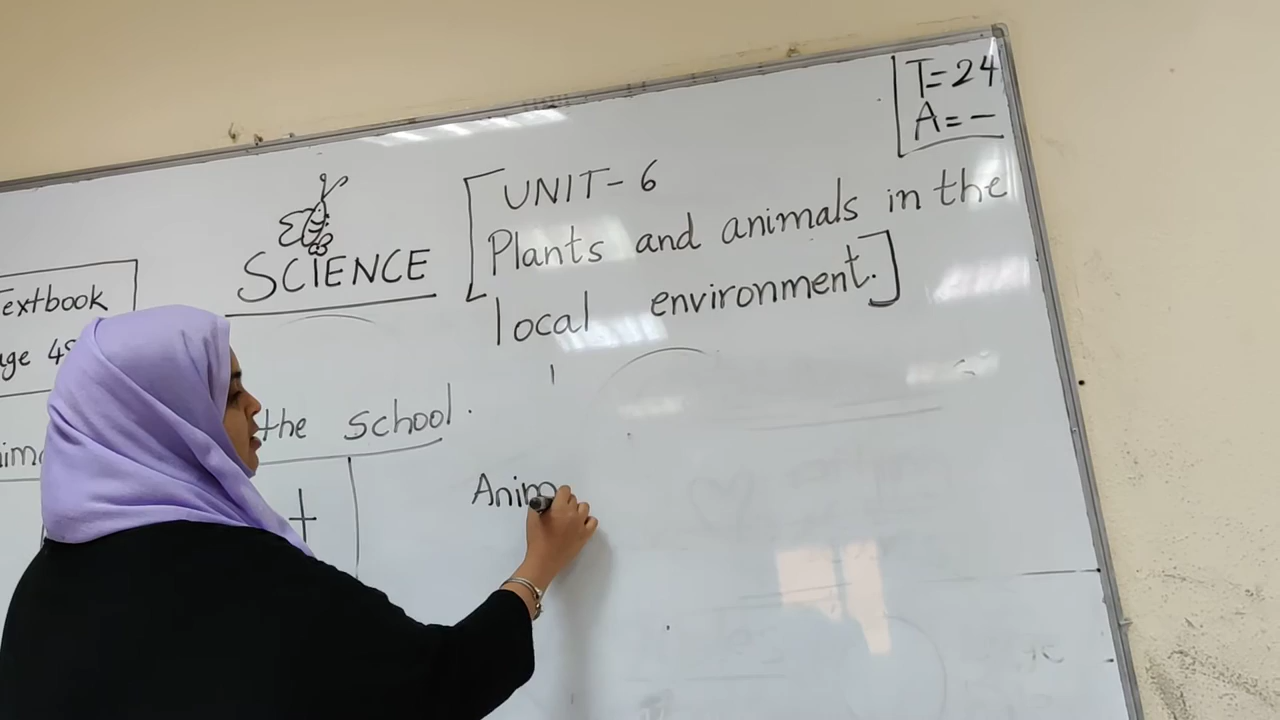 T=24
A=-
UNIT-6
Plants and animals in the
local environment.
SCIENCE
Textbook
the school.
Anim